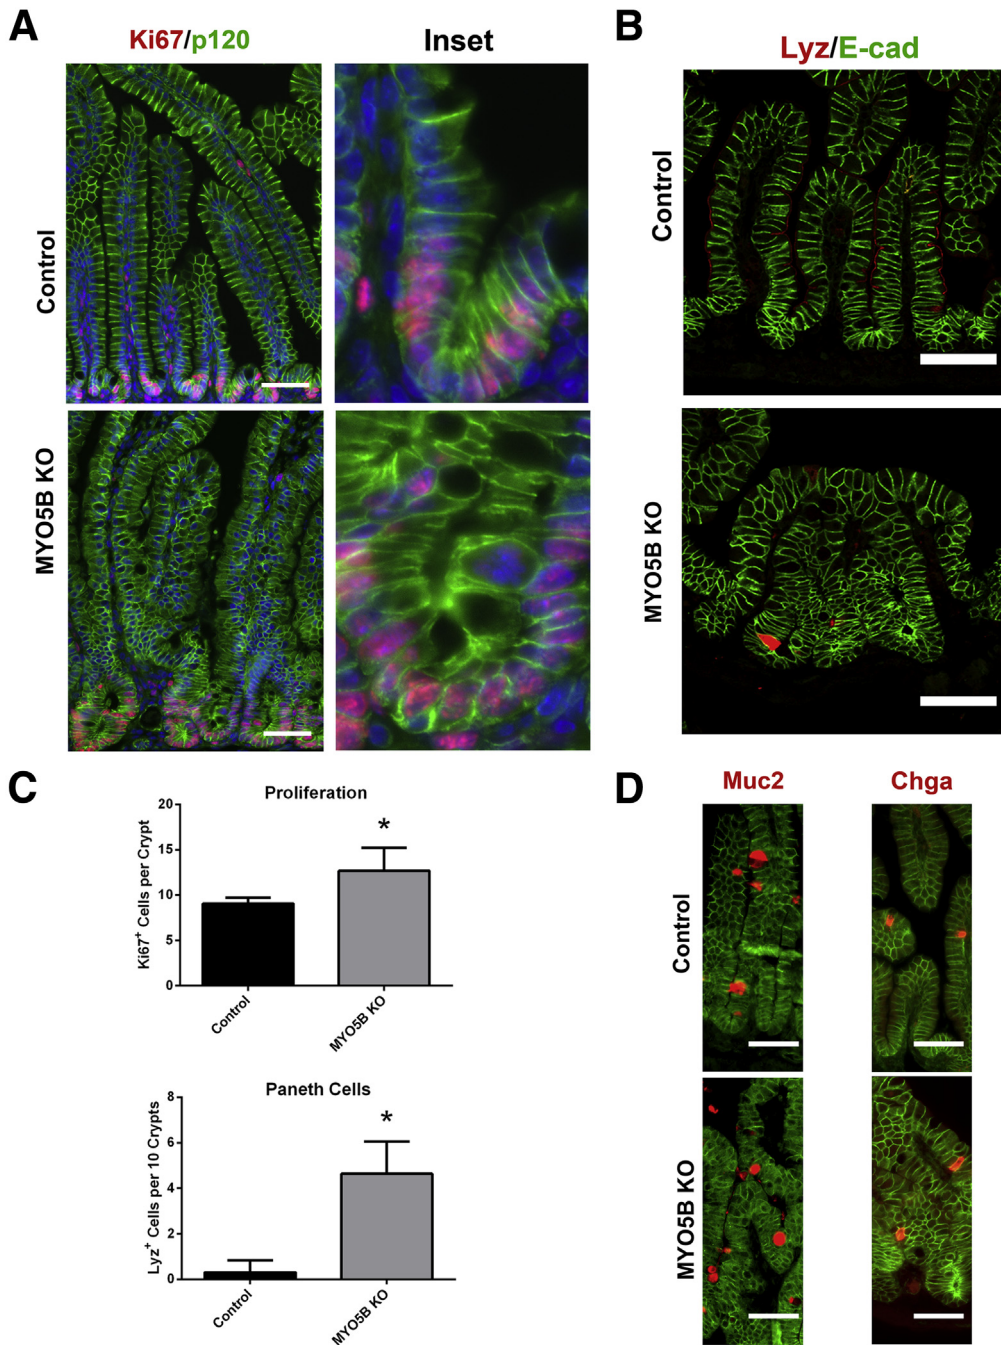 A
Ki67/p120
Inset
Control
MYO5B KO
B
Lyz/E-cad
Control
MYO5B KO
C
Proliferation
Ki67+ Cells per Crypt
20
15
10
5
0
*
Control
MYO5B KO
Paneth Cells
Lyz+ Cells per 10 Crypts
8
6
4
2
0
*
Control
MYO5B KO
D
Muc2
Chga
Control
MYO5B KO